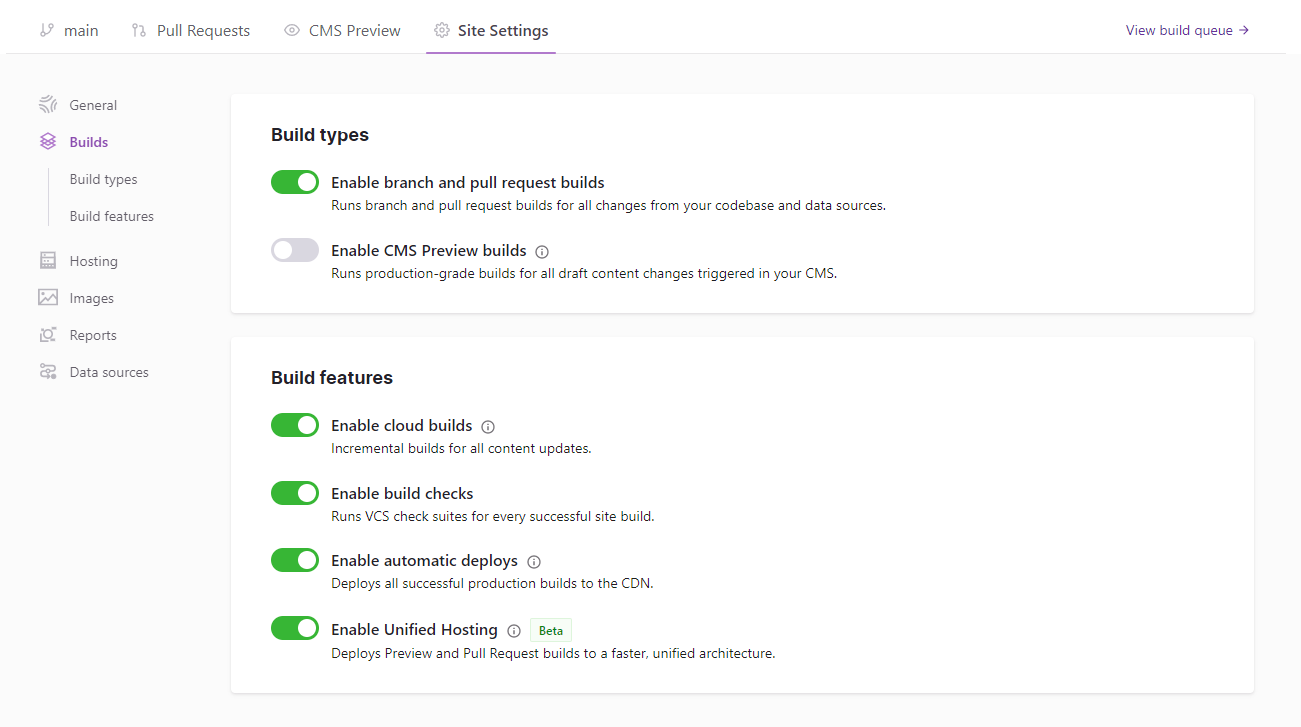 main
Pull Requests
CMS Preview
Site Settings
View build queue →
General
Builds
Build types
Build features
Hosting
Images
Reports
Data sources
Build types
Enable branch and pull request builds
Runs branch and pull request builds for all changes from your codebase and data sources.
Enable CMS Preview builds
Runs production-grade builds for all draft content changes triggered in your CMS.
Build features
Enable cloud builds
Incremental builds for all content updates.
Enable build checks
Runs VCS check suites for every successful site build.
Enable automatic deploys
Deploys all successful production builds to the CDN.
Enable Unified Hosting Beta
Deploys Preview and Pull Request builds to a faster, unified architecture.